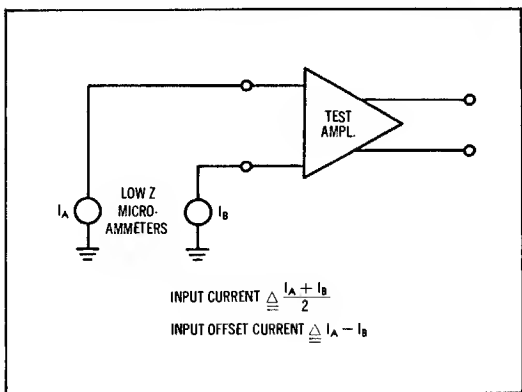 TEST
AMPL.
LOW Z
MICRO-
AMMETERS
I_A
I_B
INPUT CURRENT ≜ I_A + I_B / 2
INPUT OFFSET CURRENT ≜ I_A − I_B